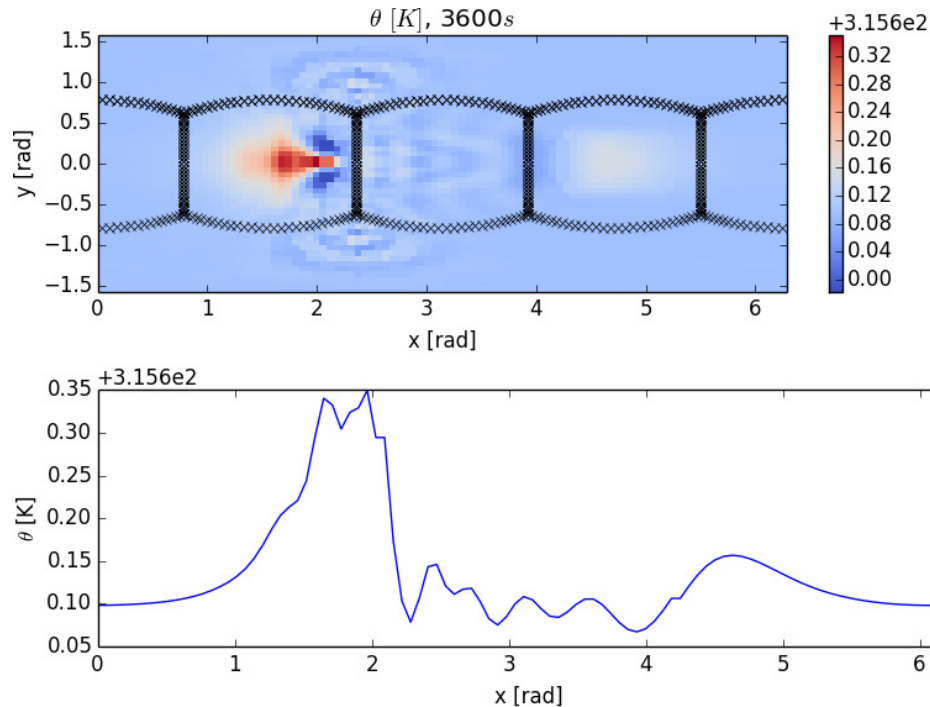 θ [K], 3600s
+3.156e2
1.5
1.0
0.5
0.0
−0.5
−1.0
−1.5
y [rad]
0 1 2 3 4 5 6
x [rad]
0.32
0.28
0.24
0.20
0.16
0.12
0.08
0.04
0.00
+3.156e2
0.35
0.30
0.25
0.20
0.15
0.10
0.05
θ [K]
0 1 2 3 4 5 6
x [rad]